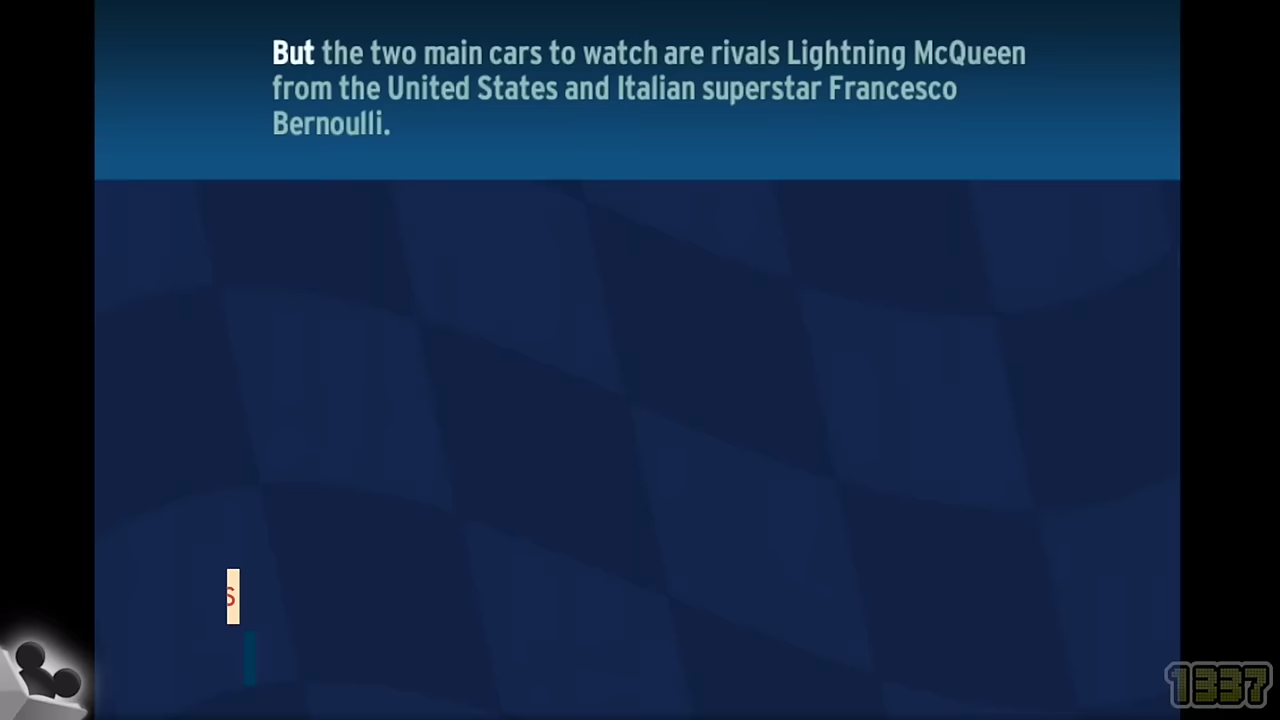 But the two main cars to watch are rivals Lightning McQueen
from the United States and Italian superstar Francesco
Bernoulli.
S
1337